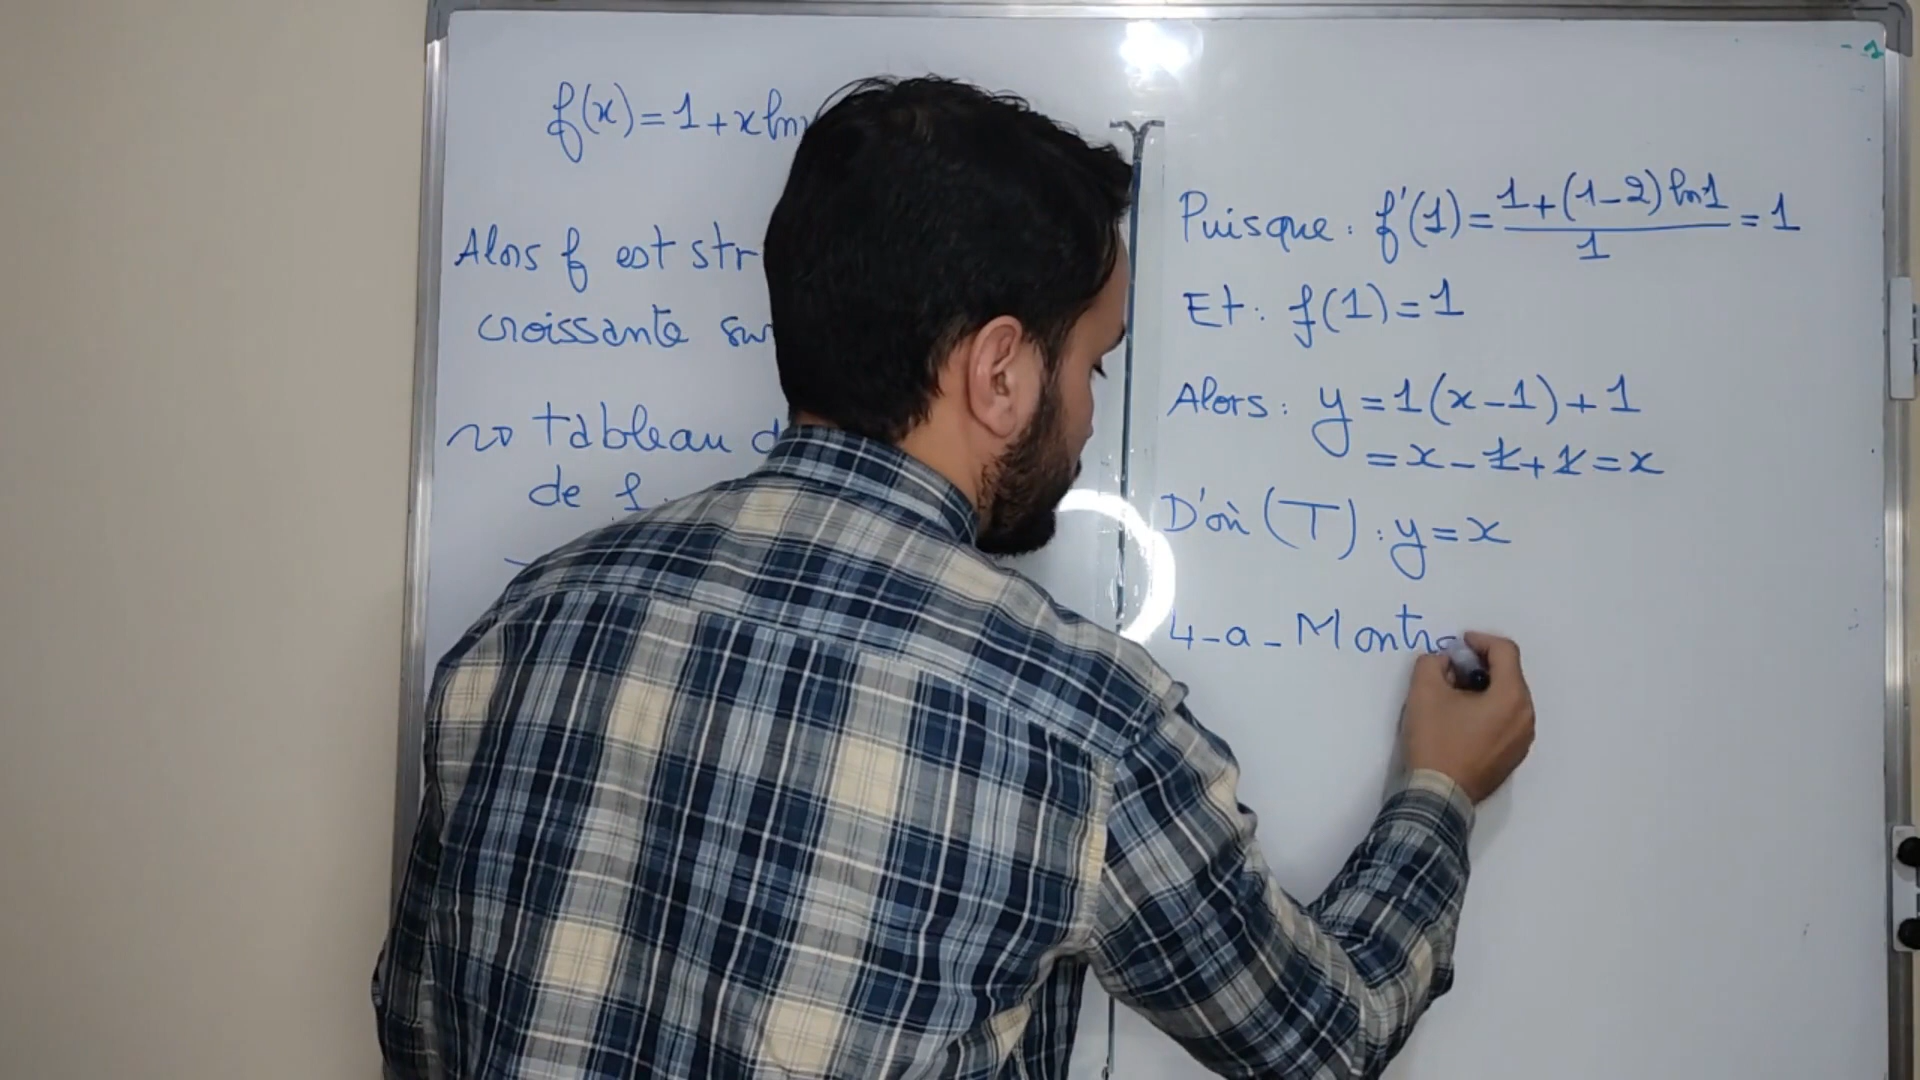 f(x)=1+xln
Alors f est str
croissante sur
tableau d
de f
Puisque: f'(1)=1+(1-2)ln1/1=1
Et: f(1)=1
Alors: y=1(x-1)+1
=x-1+1=x
D'où (T): y=x
4-a-Montre